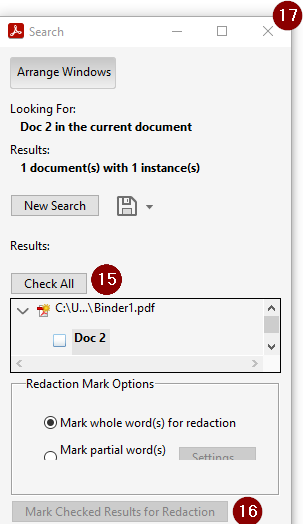 17
Search
Arrange Windows
Looking For:
Doc 2 in the current document
Results:
1 document(s) with 1 instance(s)
New Search
Results:
Check All
15
C:\U...\Binder1.pdf
Doc 2
Redaction Mark Options
Mark whole word(s) for redaction
Mark partial word(s)
Settings...
Mark Checked Results for Redaction
16